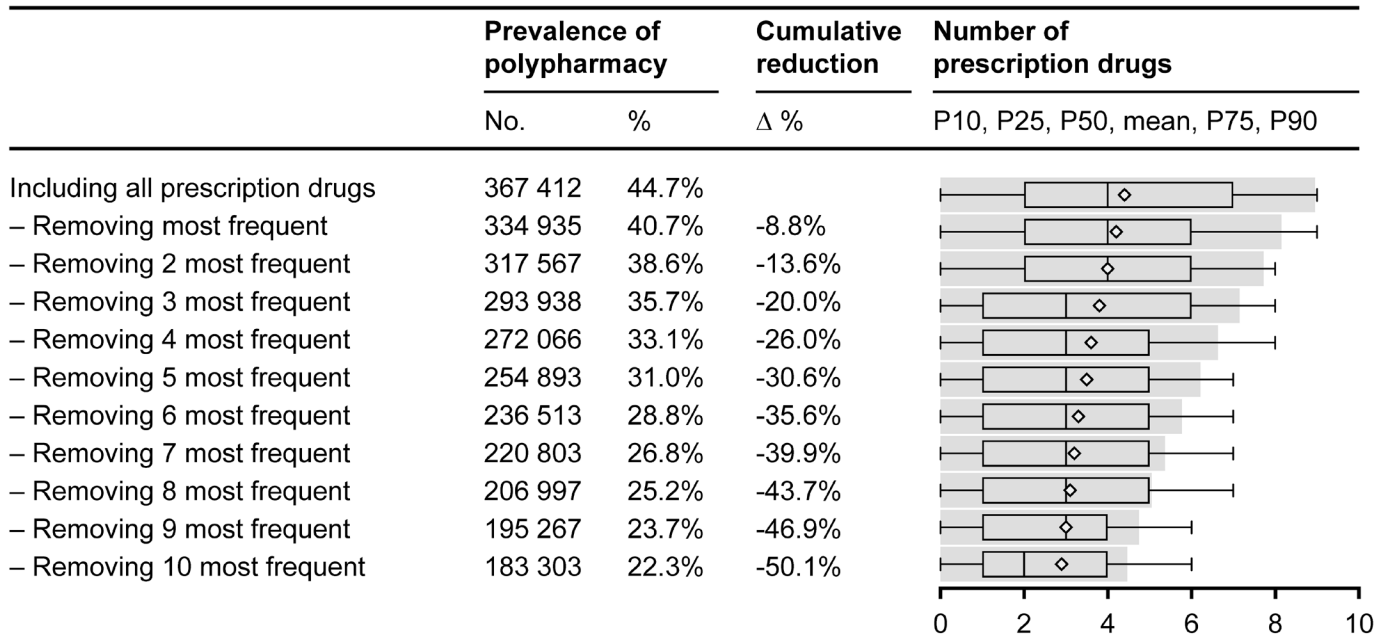 Prevalence of polypharmacy
Cumulative reduction
Number of prescription drugs
No. % Δ % P10, P25, P50, mean, P75, P90
Including all prescription drugs 367 412 44.7%
– Removing most frequent 334 935 40.7% -8.8%
– Removing 2 most frequent 317 567 38.6% -13.6%
– Removing 3 most frequent 293 938 35.7% -20.0%
– Removing 4 most frequent 272 066 33.1% -26.0%
– Removing 5 most frequent 254 893 31.0% -30.6%
– Removing 6 most frequent 236 513 28.8% -35.6%
– Removing 7 most frequent 220 803 26.8% -39.9%
– Removing 8 most frequent 206 997 25.2% -43.7%
– Removing 9 most frequent 195 267 23.7% -46.9%
– Removing 10 most frequent 183 303 22.3% -50.1%
0 2 4 6 8 10